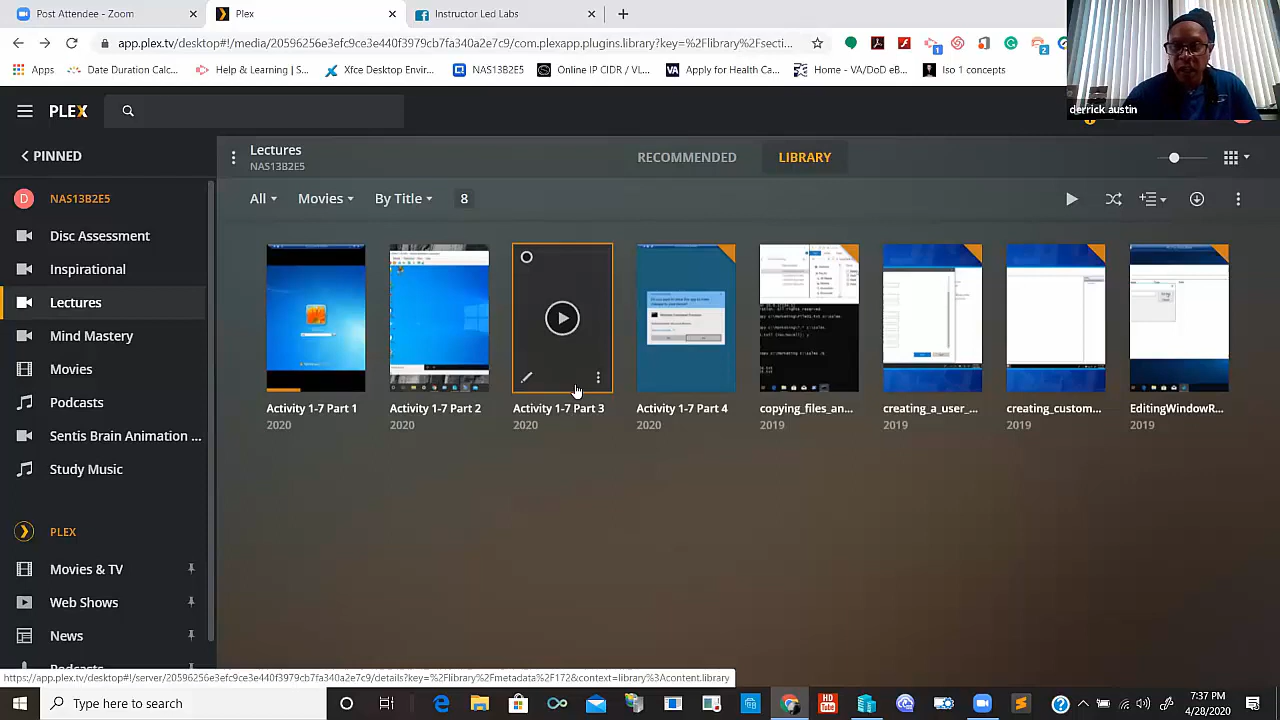 Post Attendee - Zoom
Plex
Instructor Led Labs
app.plex.tv/desktop#!/media/20596256e3efc9ce3e440f3979cb7fa340a2e7c9/com.plexapp.plugins.library?key=%2Flibrary%2Fsecti...
Apps
Date Duration Calc...
Help & Learning | S...
Xfce Desktop Envir...
NAS13B2E5
Online IP CIDR / VL...
Apply for Health Ca...
Home - VA/DoD eB...
Iso 1 concepts
derrick austin
PLEX
PINNED
Lectures
NAS13B2E5
RECOMMENDED
LIBRARY
NAS13B2E5
All
Movies
By Title
8
Disc Assessment
Lectures
Movies
Podcasts
Sentis Brain Animation ...
Study Music
Activity 1-7 Part 1
2020
Activity 1-7 Part 2
2020
Activity 1-7 Part 3
2020
Activity 1-7 Part 4
2020
copying_files_an...
2019
creating_a_user_...
2019
creating_custom...
2019
EditingWindowR...
2019
PLEX
Movies & TV
Web Shows
News
Podcasts
https://app.plex.tv/desktop#!/server/20596256e3efc9ce3e440f3979cb7fa340a2e7c9/details?key=%2Flibrary%2Fmetadata%2F172&context=library%3Acontent.library
Type here to search
7:37 PM
4/28/2020